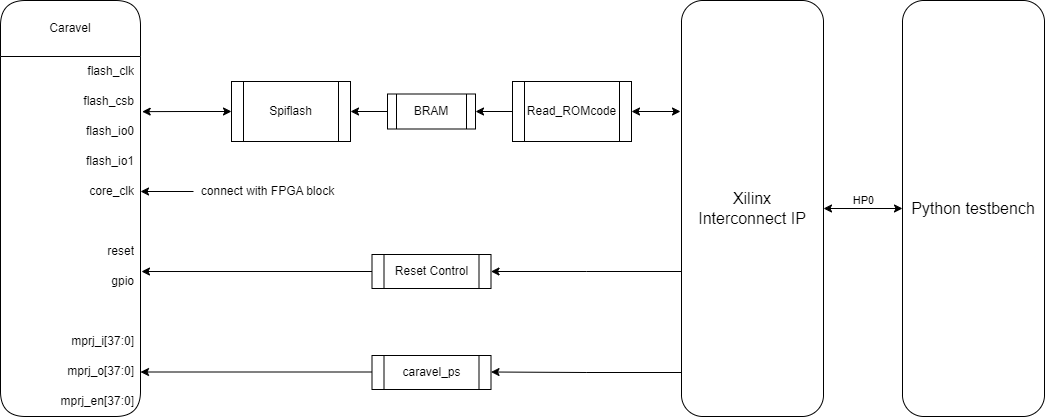 Caravel
flash_clk
flash_csb
flash_io0
flash_io1
core_clk
reset
gpio
mprj_i[37:0]
mprj_o[37:0]
mprj_en[37:0]
connect with FPGA block
Spiflash
BRAM
Read_ROMcode
Reset Control
caravel_ps
Xilinx
Interconnect IP
HP0
Python testbench